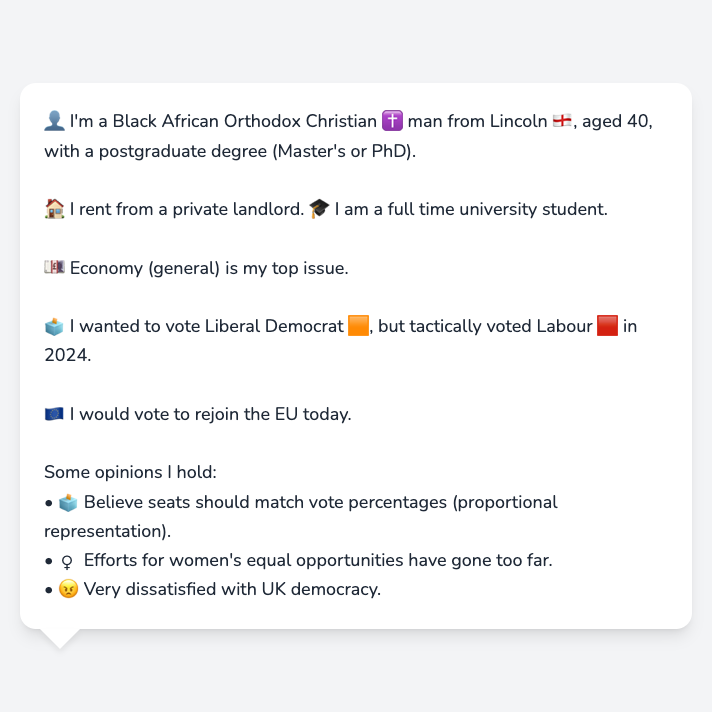 👤 I'm a Black African Orthodox Christian ✝️ man from Lincoln 🏴󠁧󠁢󠁥󠁮󠁧󠁿, aged 40,
with a postgraduate degree (Master's or PhD).
🏠 I rent from a private landlord. 🎓 I am a full time university student.
💷 Economy (general) is my top issue.
🗳️ I wanted to vote Liberal Democrat 🟧, but tactically voted Labour 🟥 in
2024.
🇪🇺 I would vote to rejoin the EU today.
Some opinions I hold:
• 🗳️ Believe seats should match vote percentages (proportional
representation).
• ♀ Efforts for women's equal opportunities have gone too far.
• 😠 Very dissatisfied with UK democracy.